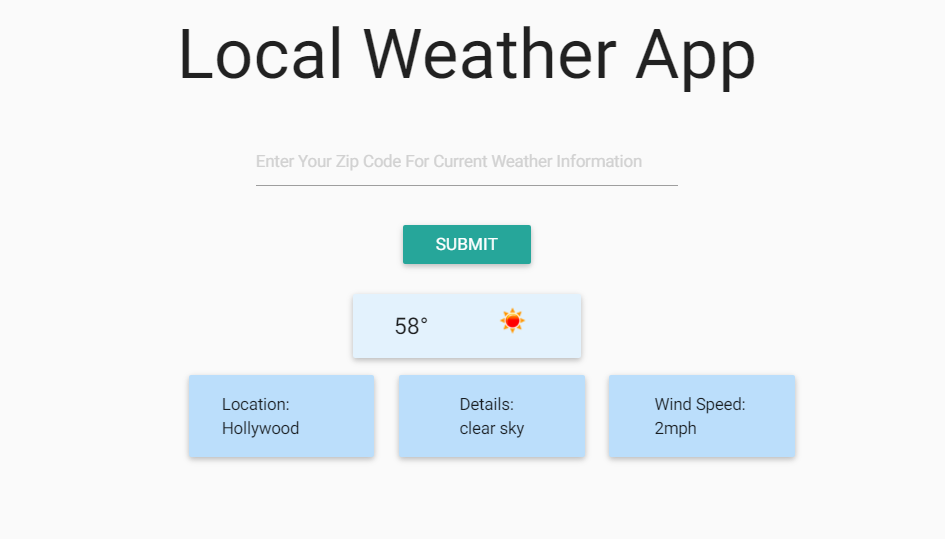 Local Weather App
Enter Your Zip Code For Current Weather Information
SUBMIT
58°
Location:
Hollywood
Details:
clear sky
Wind Speed:
2mph